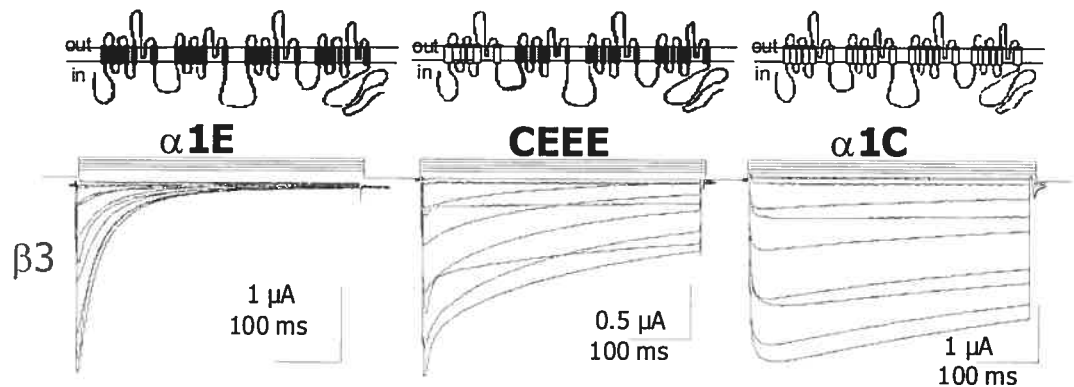 out
in
out
in
out
in
α1E
CEEE
α1C
β3
1 µA
100 ms
0.5 µA
100 ms
1 µA
100 ms